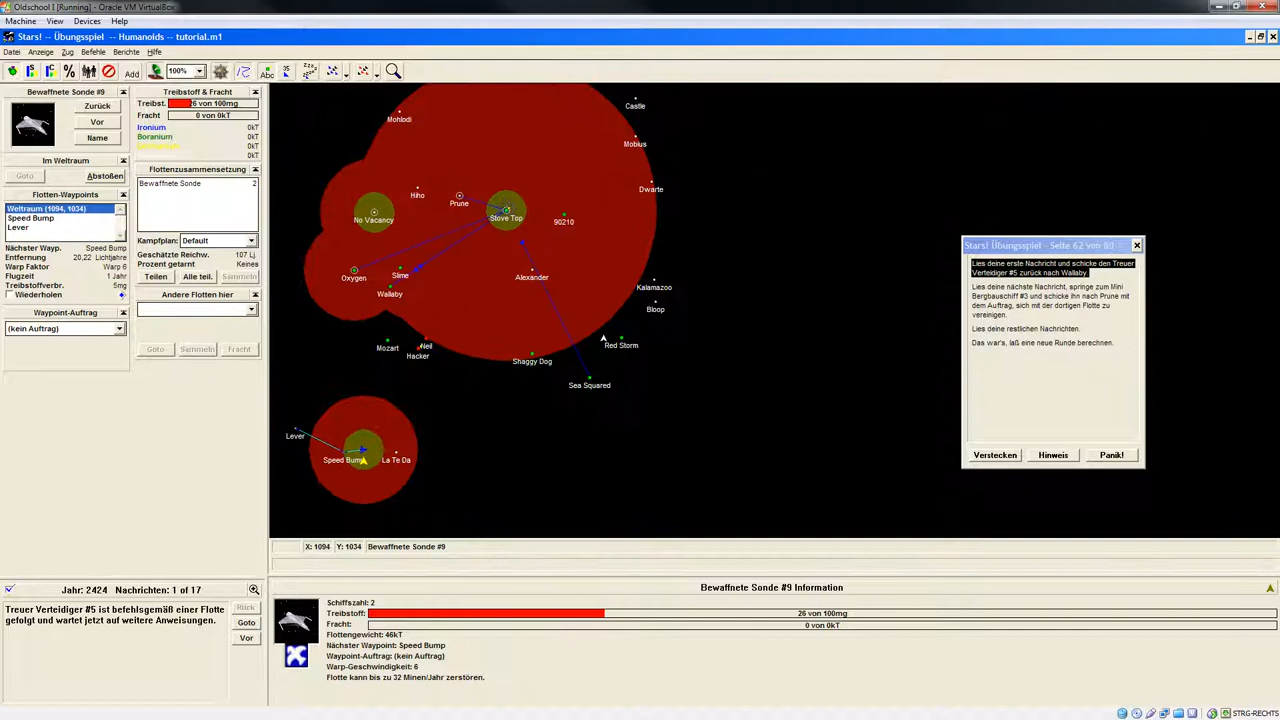 Oldschool I [Running] - Oracle VM VirtualBox
Machine View Devices Help
Stars! -- Übungsspiel -- Humanoids -- tutorial.m1
Datei Anzeige Zug Befehle Berichte Hilfe
Add 100% Abc 35 zzz
Bewaffnete Sonde #9
Zurück
Vor
Name
Im Weltraum
Goto Abstoßen
Flotten-Waypoints
Weltraum (1094, 1034)
Speed Bump
Lever
Nächster Wayp. Speed Bump
Entfernung 20,22 Lichtjahre
Warp Faktor Warp 6
Flugzeit 1 Jahr
Treibstoffverbr. 5mg
Wiederholen
Waypoint-Auftrag
(kein Auftrag)
Treibstoff & Fracht
Treibst. 26 von 100mg
Fracht 0 von 0kT
Ironium 0kT
Boranium 0kT
0kT
0kT
Flottenzusammensetzung
Bewaffnete Sonde 2
Kampfplan: Default
Geschätzte Reichw. 107 Lj.
Prozent getarnt Keines
Teilen Alle teil. Sammeln
Andere Flotten hier
Goto Sammeln Fracht
Castle
Mohlodi
Mobius
Dwarte
Hiho
Prune
No Vacancy
Stove Top
90210
Oxygen
Slime
Alexander
Wallaby
Kalamazoo
Bloop
Mozart
Neil
Hacker
Red Storm
Shaggy Dog
Sea Squared
Lever
Speed Bump
La Te Da
Stars! Übungsspiel - Seite 62 von 80
Lies deine erste Nachricht und schicke den Treuer
Verteidiger #5 zurück nach Wallaby.
Lies deine nächste Nachricht, springe zum Mini
Bergbauschiff #3 und schicke ihn nach Prune mit
dem Auftrag, sich mit der dortigen Flotte zu
vereinigen.
Lies deine restlichen Nachrichten.
Das war's, laß eine neue Runde berechnen.
Verstecken Hinweis Panik!
X: 1094 Y: 1034 Bewaffnete Sonde #9
Jahr: 2424 Nachrichten: 1 of 17
Treuer Verteidiger #5 ist befehlsgemäß einer Flotte
gefolgt und wartet jetzt auf weitere Anweisungen.
Rück
Goto
Vor
Bewaffnete Sonde #9 Information
Schiffszahl: 2
Treibstoff: 26 von 100mg
Fracht: 0 von 0kT
Flottengewicht: 46kT
Nächster Waypoint: Speed Bump
Waypoint-Auftrag: (kein Auftrag)
Warp-Geschwindigkeit: 6
Flotte kann bis zu 32 Minen/Jahr zerstören.
STRG-RECHTS